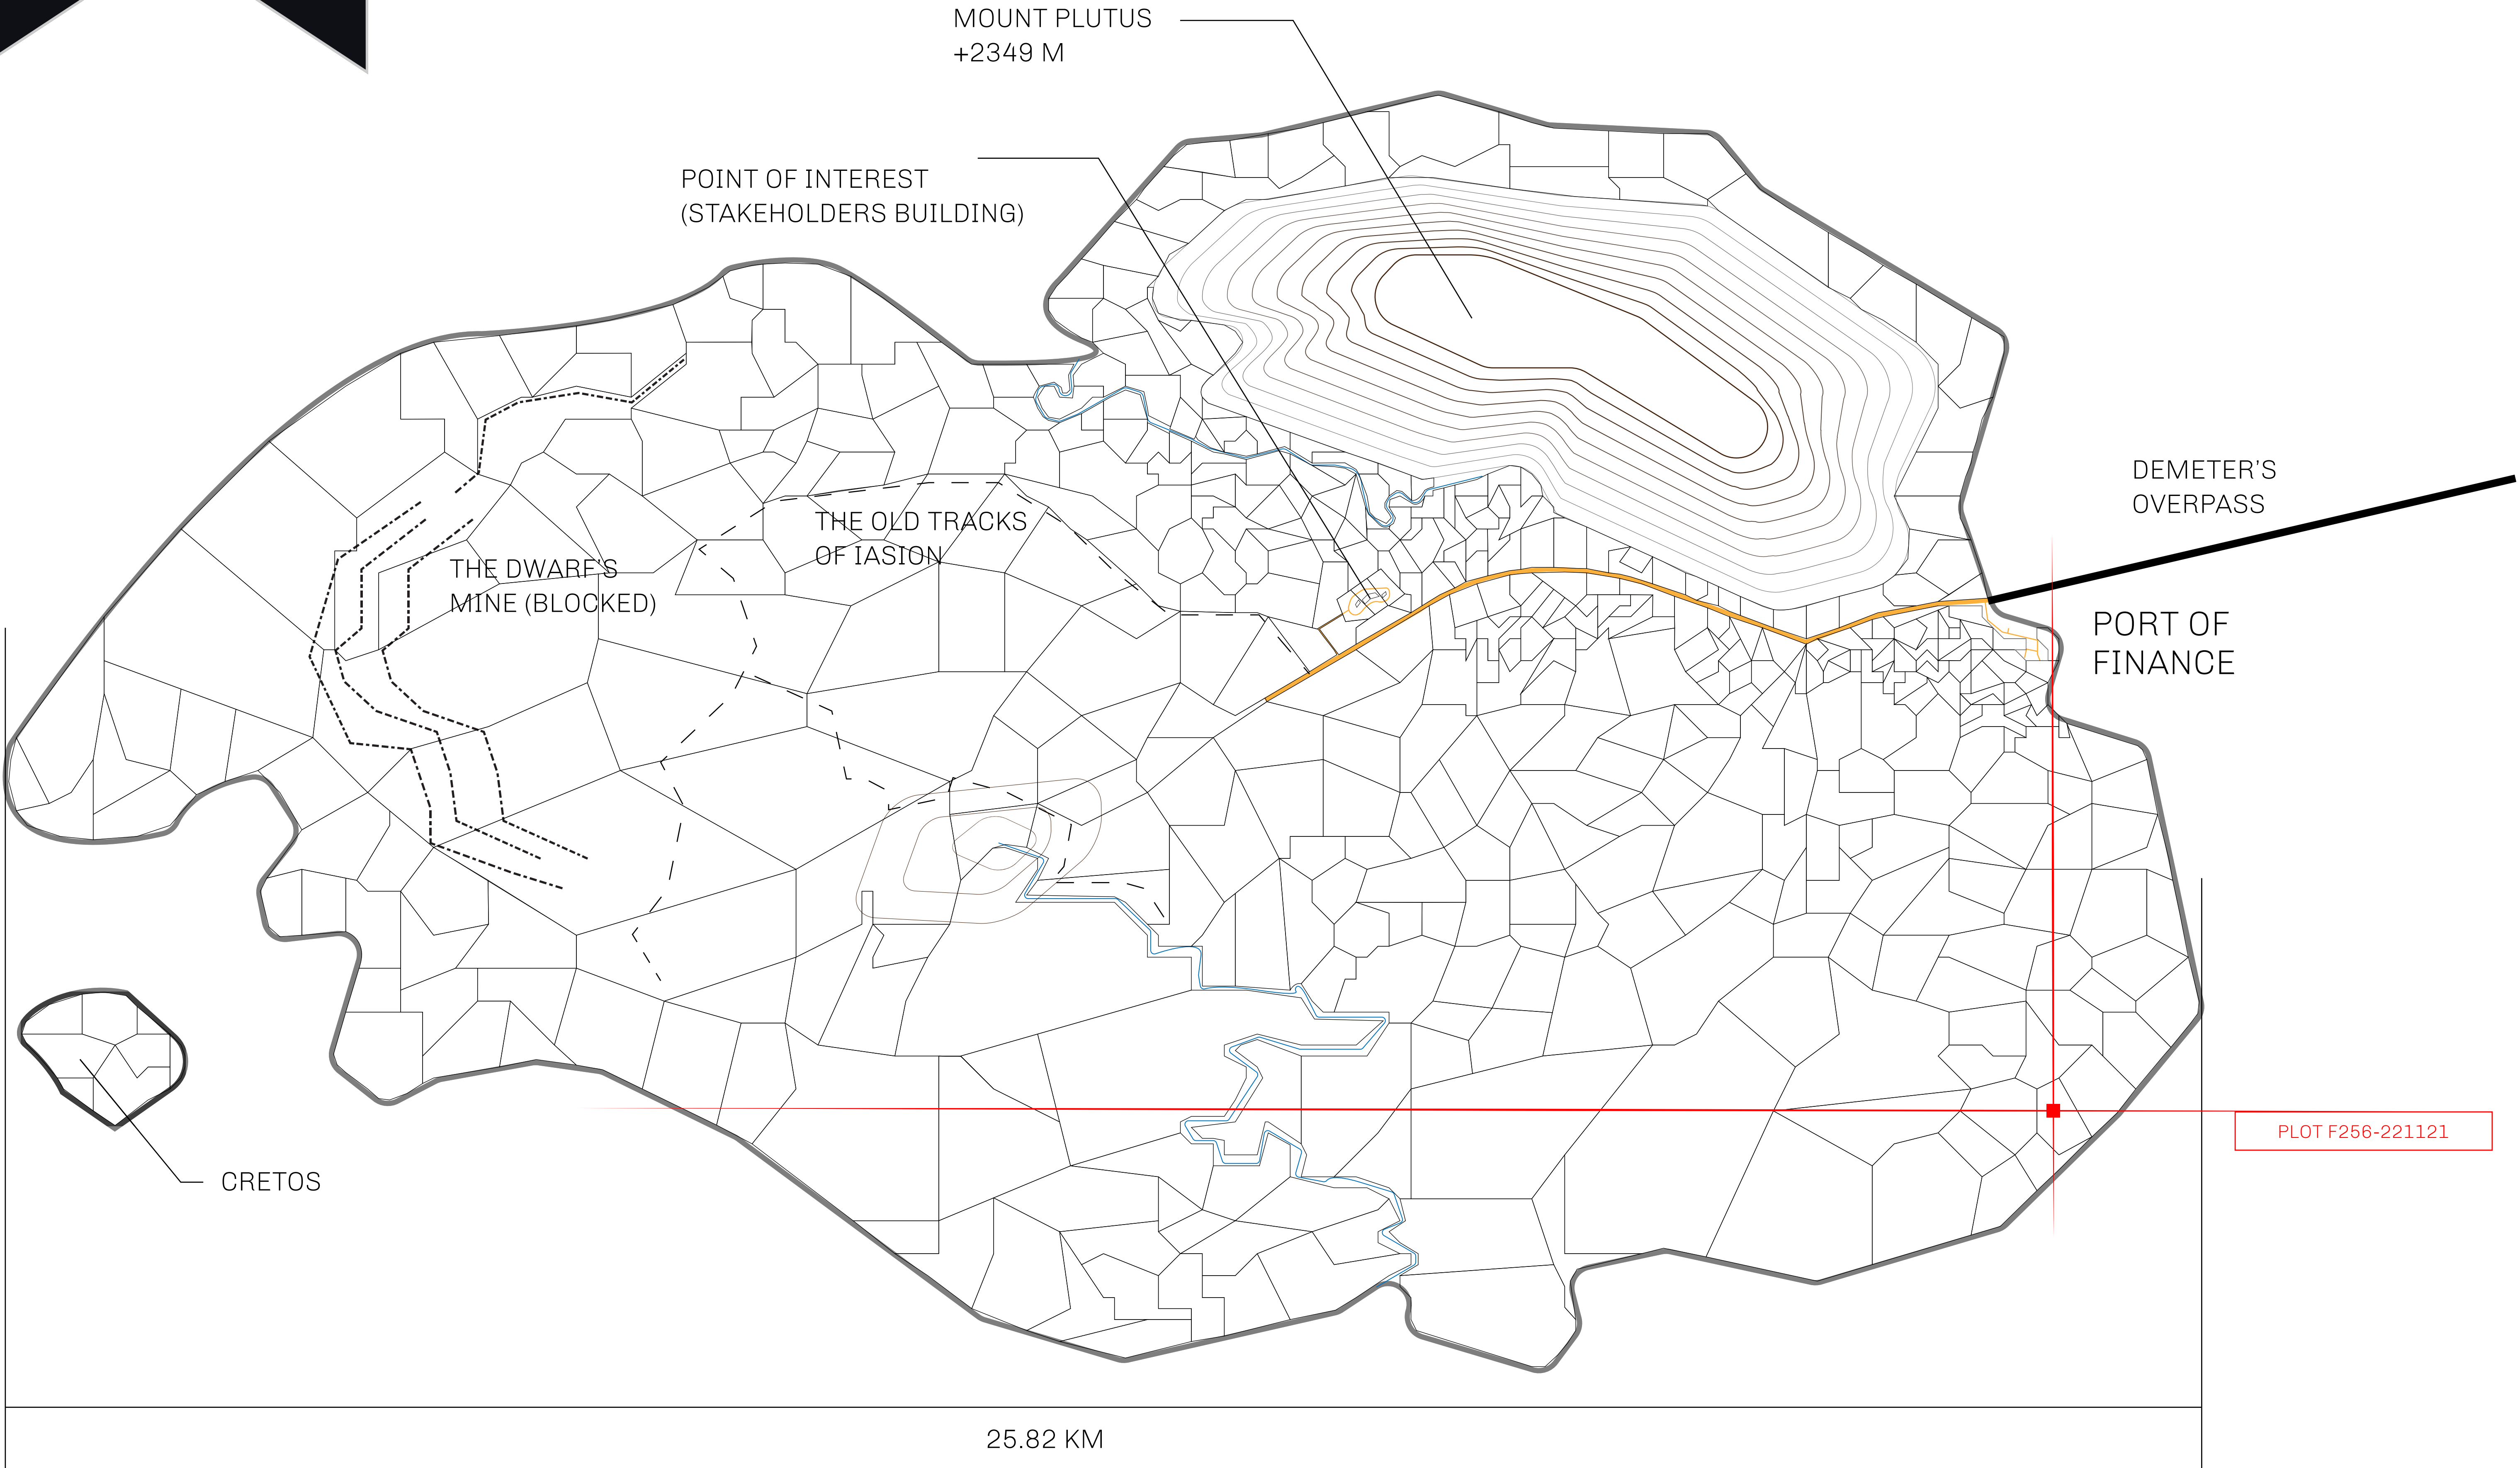 MOUNT PLUTUS
+2349 M
POINT OF INTEREST
(STAKEHOLDERS BUILDING)
DEMETER'S
OVERPASS
THE OLD TRACKS
OF IASION
THE DWARF'S
MINE (BLOCKED)
PORT OF
FINANCE
PLOT F256-221121
CRETOS
25.82 KM